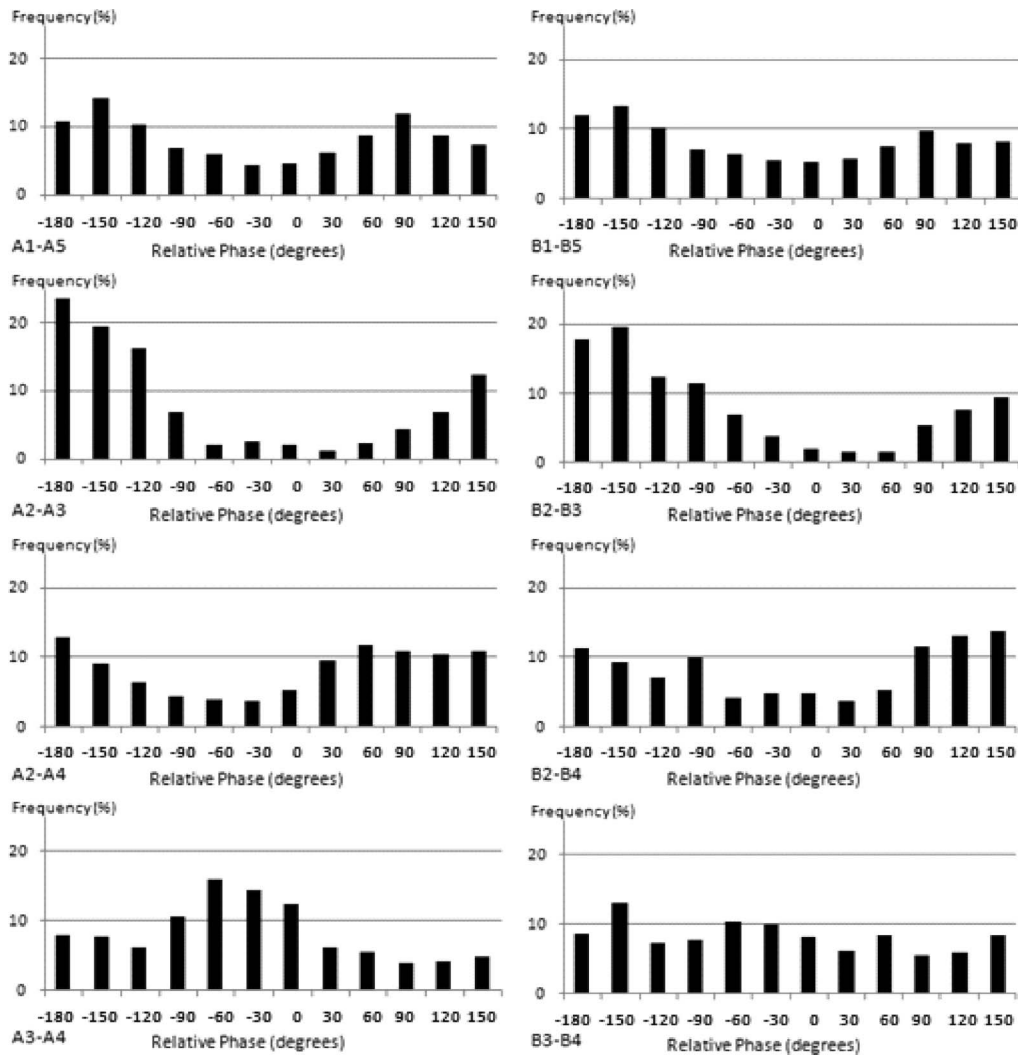 Frequency(%)
20
10
0
-180 -150 -120 -90 -60 -30 0 30 60 90 120 150
A1-A5 Relative Phase (degrees)
Frequency(%)
20
10
0
-180 -150 -120 -90 -60 -30 0 30 60 90 120 150
B1-B5 Relative Phase (degrees)
Frequency(%)
20
10
0
-180 -150 -120 -90 -60 -30 0 30 60 90 120 150
A2-A3 Relative Phase (degrees)
Frequency(%)
20
10
0
-180 -150 -120 -90 -60 -30 0 30 60 90 120 150
B2-B3 Relative Phase (degrees)
Frequency(%)
20
10
0
-180 -150 -120 -90 -60 -30 0 30 60 90 120 150
A2-A4 Relative Phase (degrees)
Frequency(%)
20
10
0
-180 -150 -120 -90 -60 -30 0 30 60 90 120 150
B2-B4 Relative Phase (degrees)
Frequency(%)
20
10
0
-180 -150 -120 -90 -60 -30 0 30 60 90 120 150
A3-A4 Relative Phase (degrees)
Frequency(%)
20
10
0
-180 -150 -120 -90 -60 -30 0 30 60 90 120 150
B3-B4 Relative Phase (degrees)